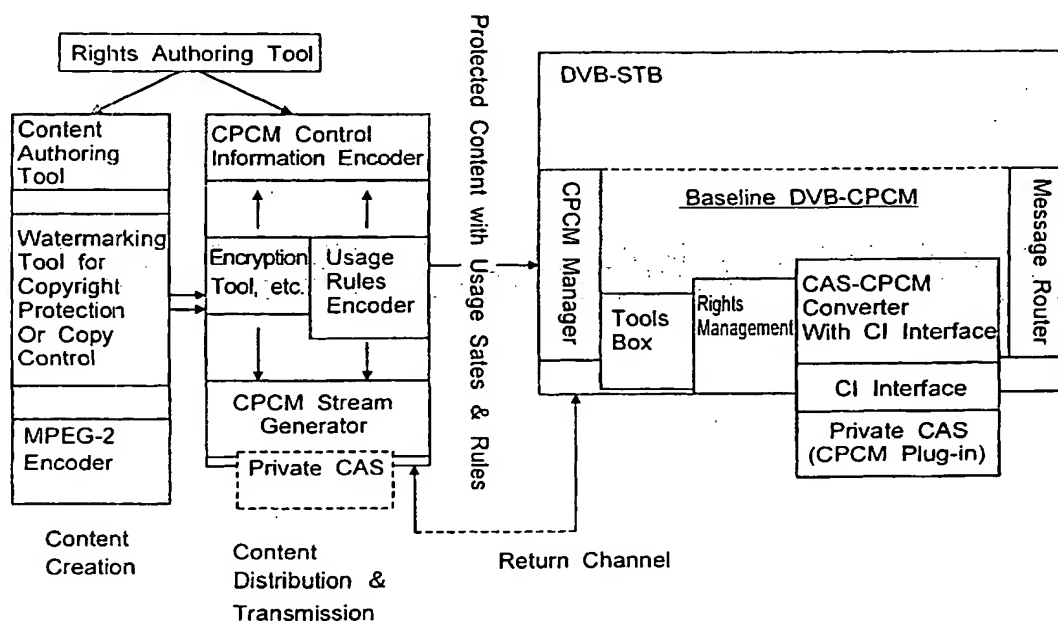 Rights Authoring Tool
Content
Authoring
Tool
Watermarking
Tool for
Copyright
Protection
Or Copy
Control
MPEG-2
Encoder
Content
Creation
CPCM Control
Information Encoder
Encryption
Tool, etc.
Usage
Rules
Encoder
CPCM Stream
Generator
Private CAS
Content
Distribution &
Transmission
Protected Content with Usage Sates & Rules
Return Channel
DVB-STB
CPCM Manager
Baseline DVB-CPCM
Tools
Box
Rights
Management
CAS-CPCM
Converter
With CI Interface
CI Interface
Private CAS
(CPCM Plug-in)
Message Router